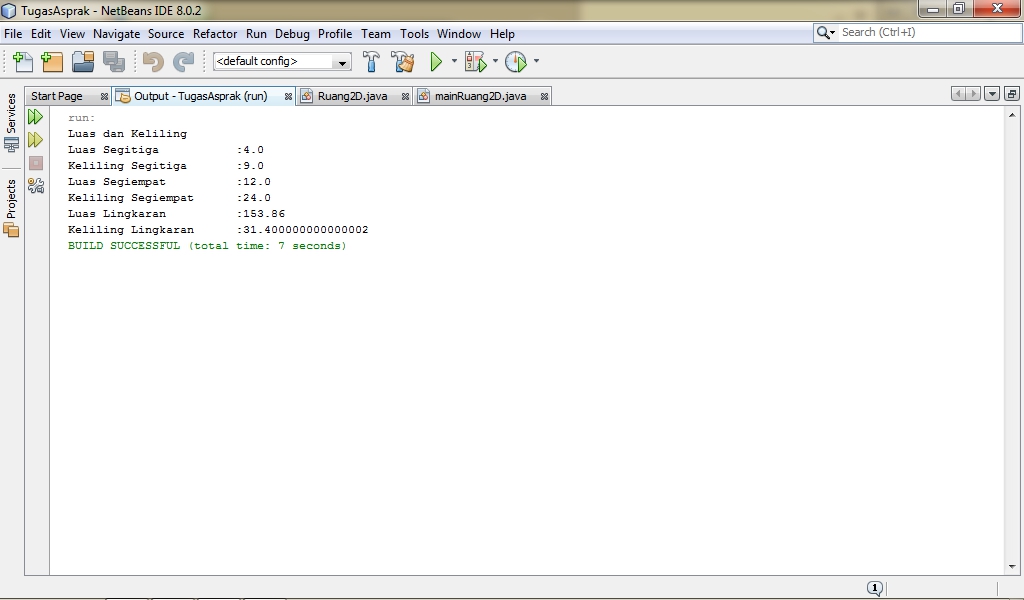 TugasAsprak - NetBeans IDE 8.0.2
File Edit View Navigate Source Refactor Run Debug Profile Team Tools Window Help
Search (Ctrl+I)
<default config>
Start Page Output - TugasAsprak (run) Ruang2D.java mainRuang2D.java
Services
Projects
run:
Luas dan Keliling
Luas Segitiga :4.0
Keliling Segitiga :9.0
Luas Segiempat :12.0
Keliling Segiempat :24.0
Luas Lingkaran :153.86
Keliling Lingkaran :31.400000000000002
BUILD SUCCESSFUL (total time: 7 seconds)
1